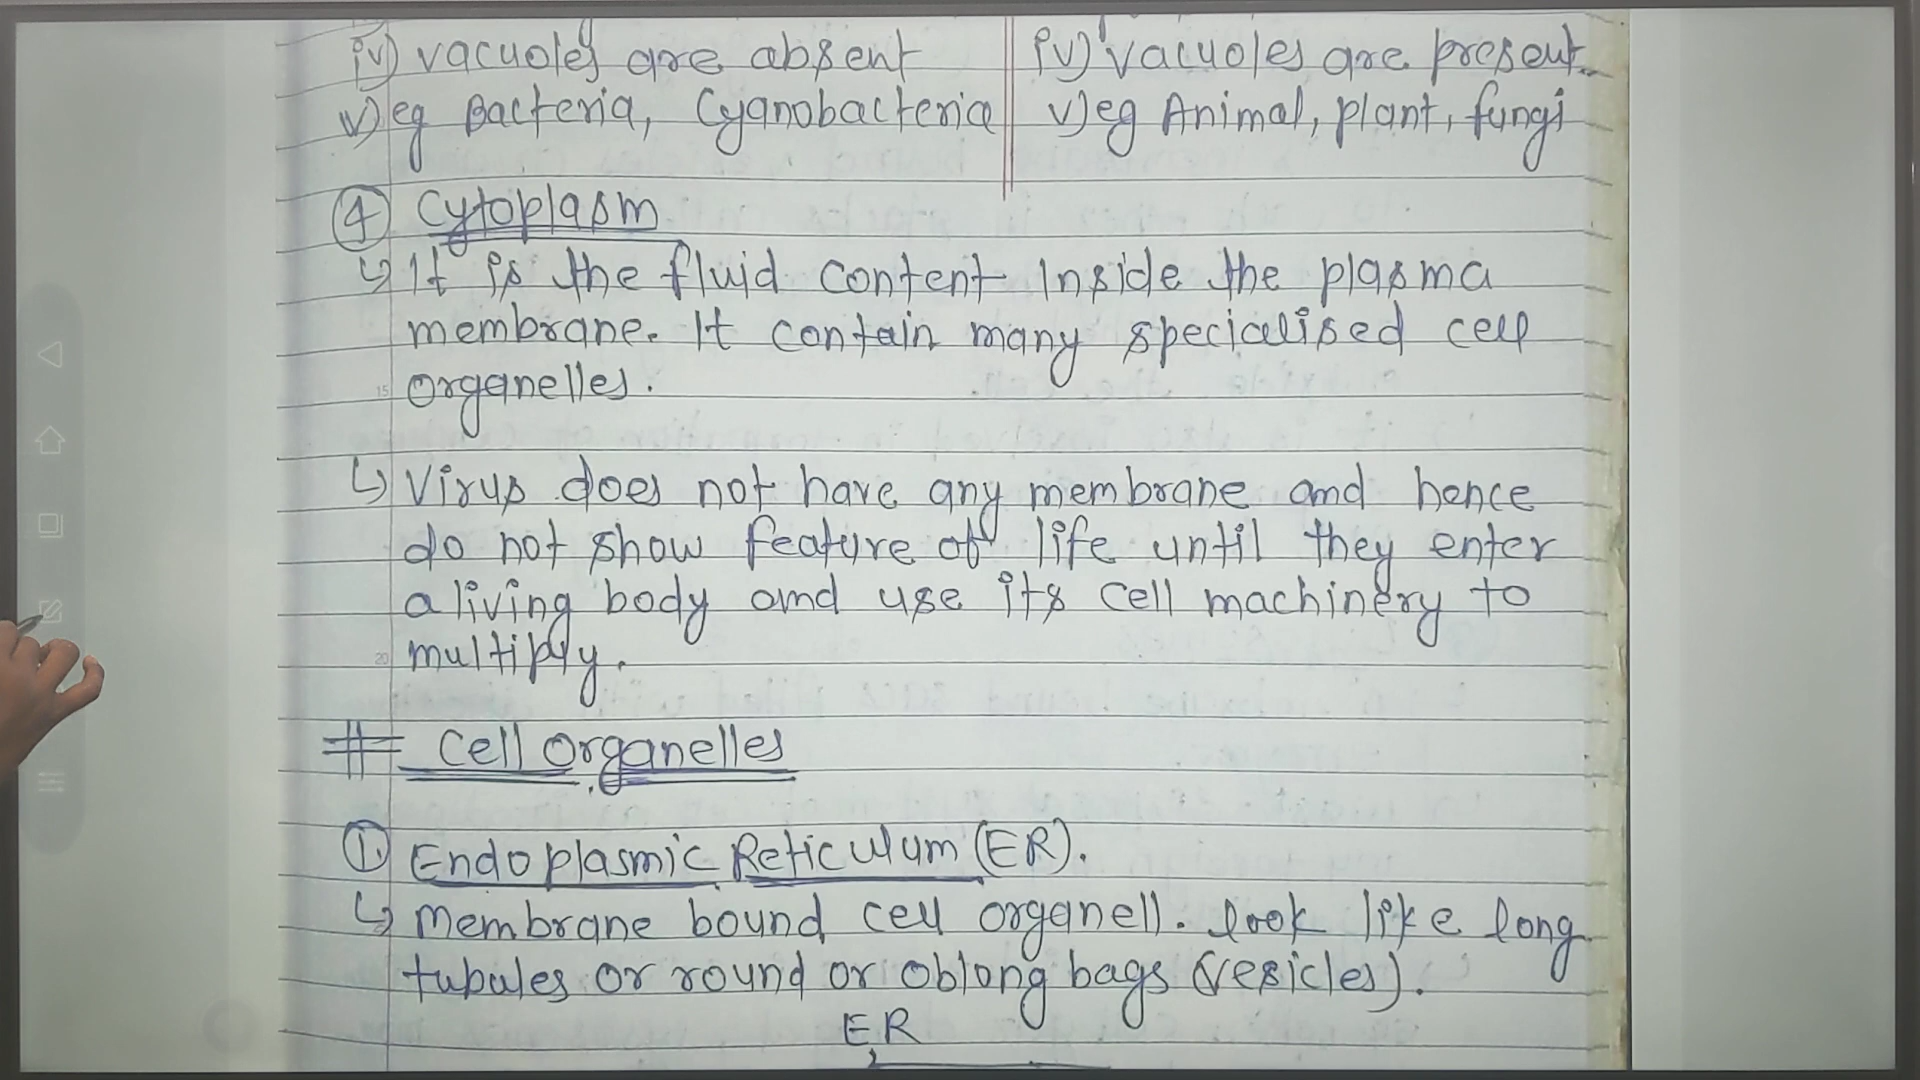 iv) vacuoles are absent
iv) vacuoles are present
v) eg Bacteria, Cyanobacteria
v) eg Animal, plant, fungi
④ Cytoplasm
↳ It is the fluid content Inside the plasma
membrane. It contain many specialised cell
15 organelles.
↳ Virus does not have any membrane and hence
do not show feature of life until they enter
a living body and use its cell machinery to
20 multiply.
# Cell organelles
① Endoplasmic Reticulum (ER).
↳ Membrane bound cell organell. look like long
tubules or round or oblong bags (vesicles).
ER